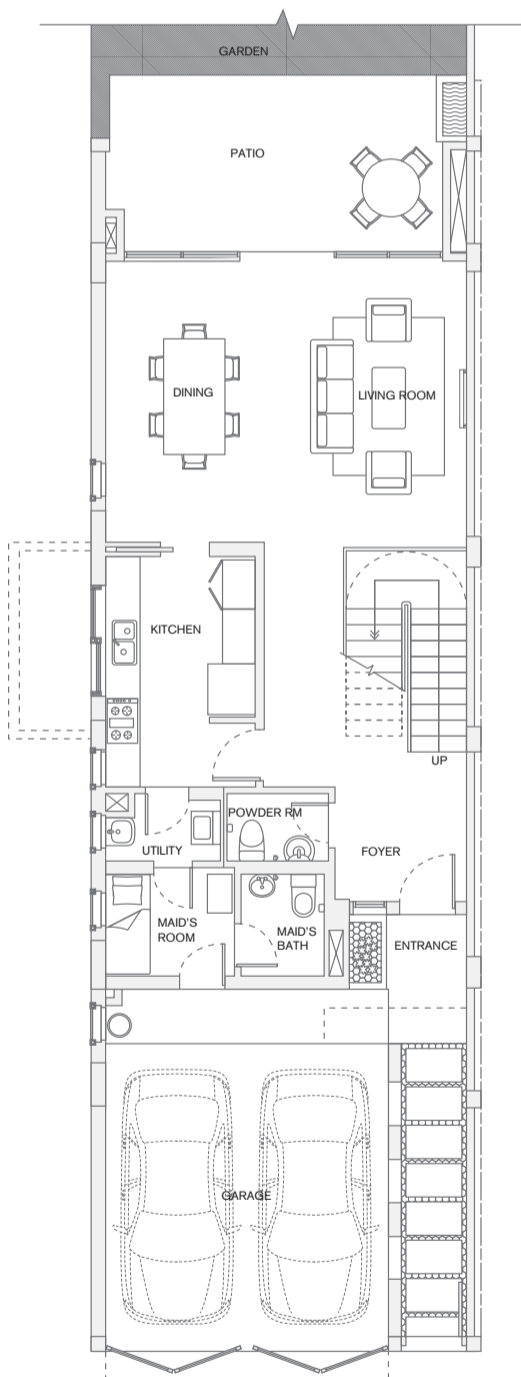 GARDEN
PATIO
DINING
LIVING ROOM
KITCHEN
UP
POWDER RM
UTILITY
FOYER
MAID'S
ROOM
MAID'S
BATH
ENTRANCE
GARAGE